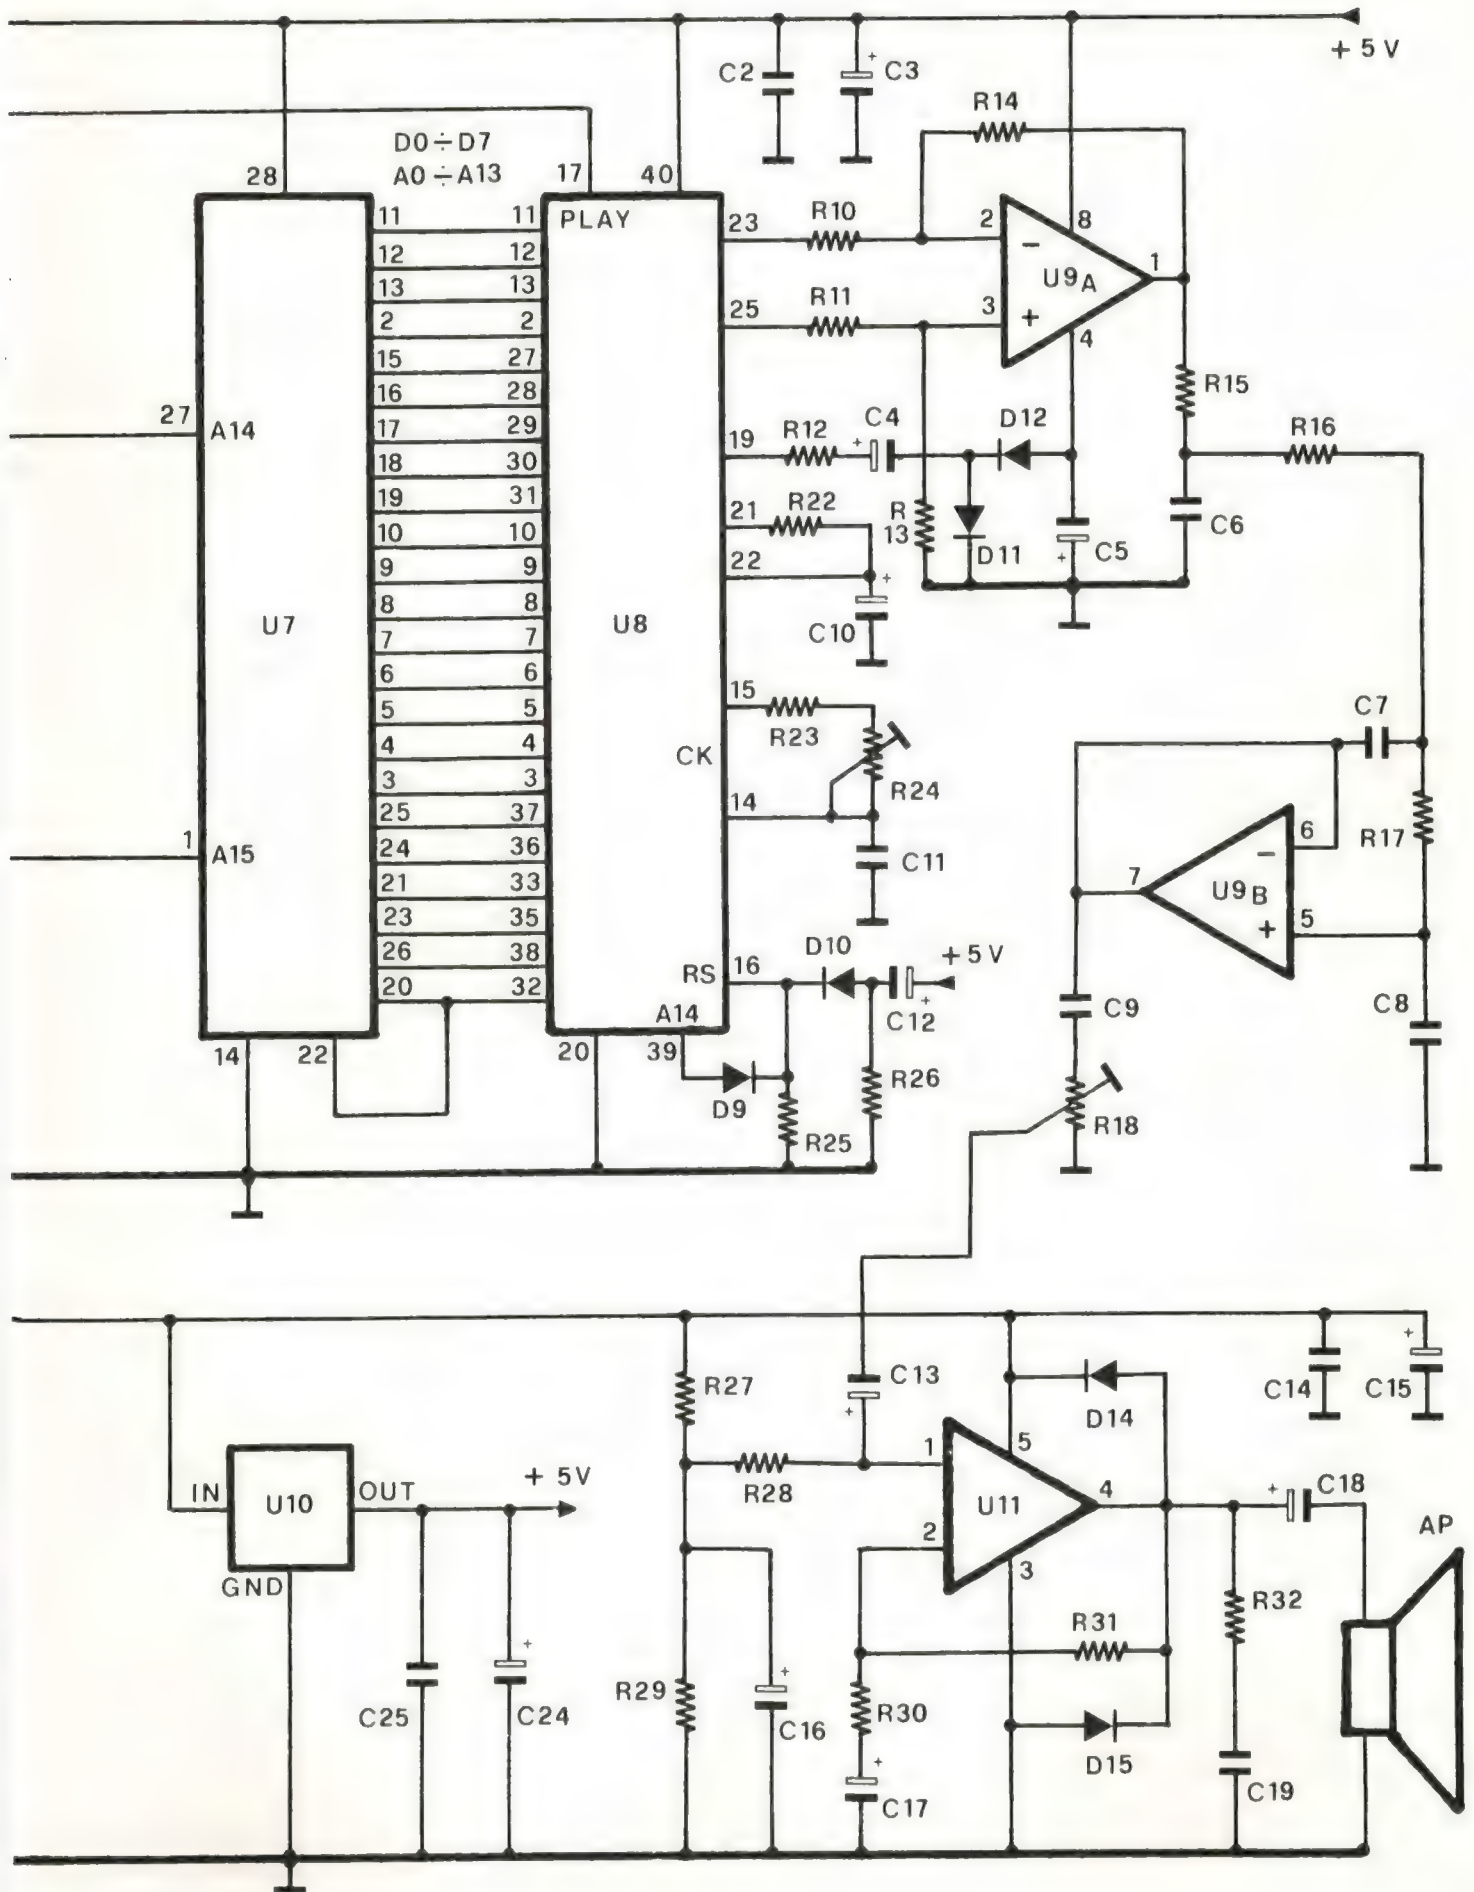 + 5 V
C2
+ C3
R14
D0÷D7
A0÷A13
28
17
40
11 11 PLAY
12 12
13 13
2 2
15 27
16 28
17 29
18 30
19 31
10 10
9 9
8 8
7 7
6 6
5 5
4 4
3 3
25 37
24 36
21 33
23 35
26 38
20 32
27 A14
1 A15
U7
U8
14
22
20
39
A14
23 R10 2 −
8
U9A
1
25 R11 3 +
4
R15
R16
19 R12 + C4 D12
21 R22
R
13
D11
+ C5
C6
22
+
C10
15
R23
CK
R24
14
C11
C7
R17
6 −
7
U9B
5 +
C8
C9
R18
RS 16 D10
+ 5 V
C12 +
D9
R25
R26
R27
C13
+
D14
C14
+
C15
IN
U10
OUT
+ 5V
GND
R28
1
5
U11
4
2
3
+ C18
AP
R31
R32
R29
+
C16
R30
+
C17
D15
C19
C25
+
C24